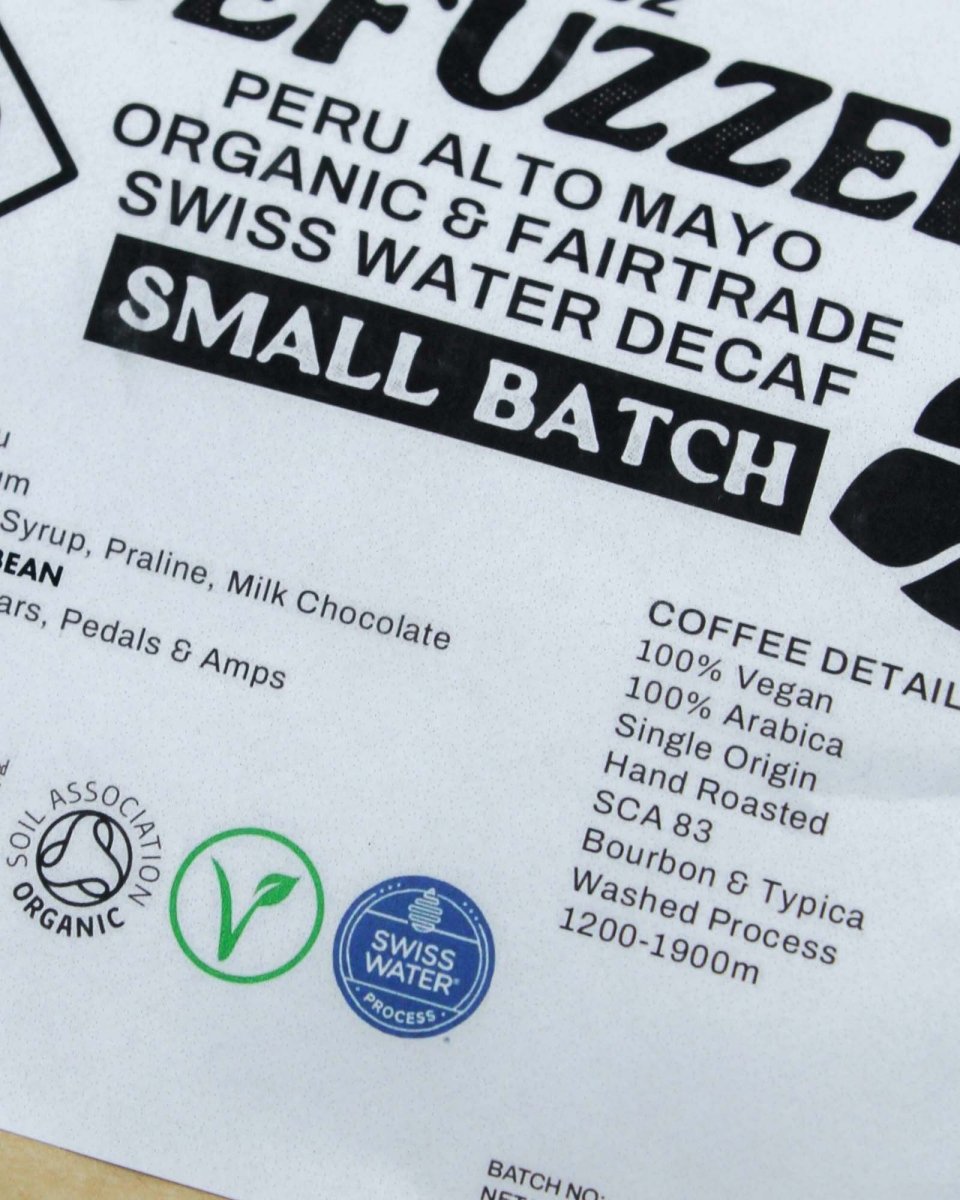 PERU ALTO MAYO
ORGANIC & FAIRTRADE
SWISS WATER DECAF
SMALL BATCH
Syrup, Praline, Milk Chocolate
BEAN
Pedals & Amps
COFFEE DETAIL
100% Vegan
100% Arabica
Single Origin
Hand Roasted
SCA 83
Bourbon & Typica
Washed Process
1200-1900m
SOIL ASSOCIATION
ORGANIC
SWISS
WATER®
PROCESS
BATCH NO: